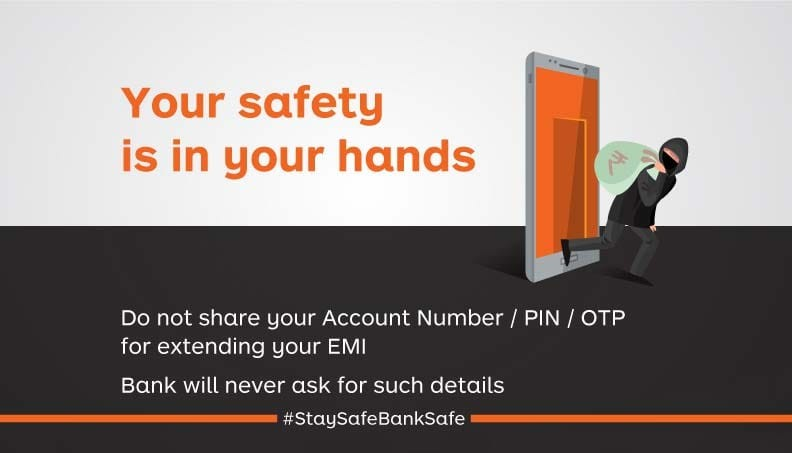 Your safety
is in your hands
₹
Do not share your Account Number / PIN / OTP
for extending your EMI
Bank will never ask for such details
#StaySafeBankSafe